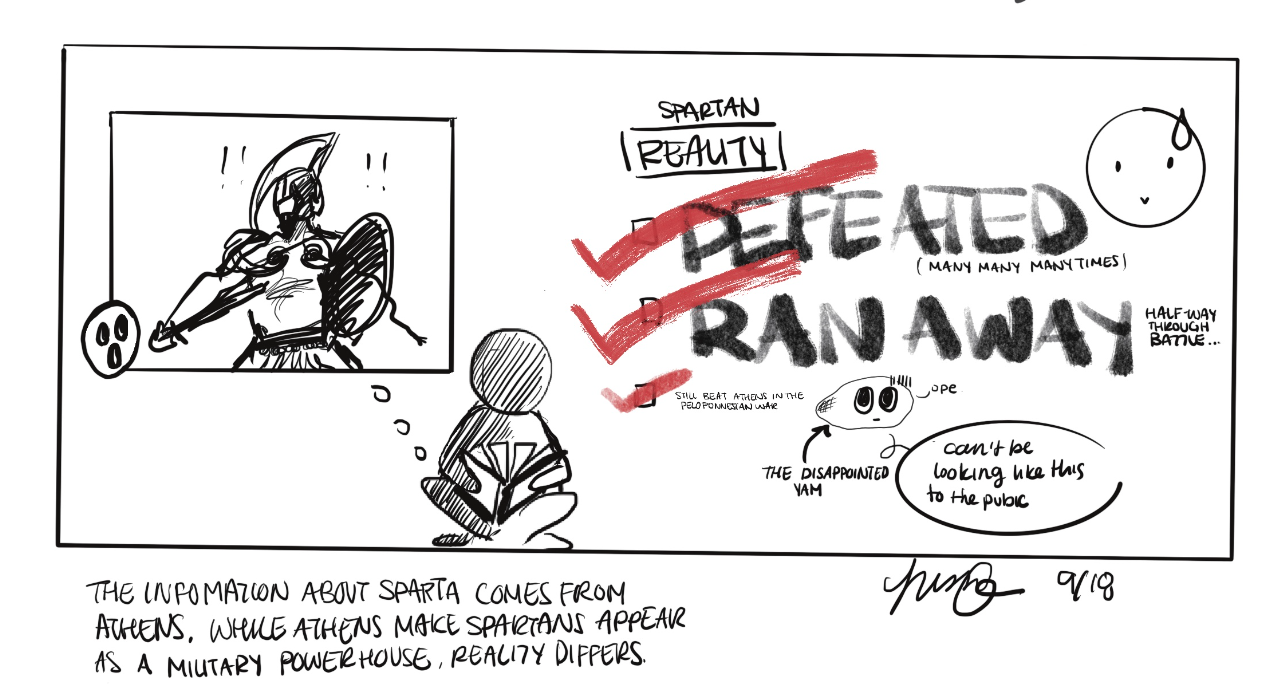 !! !!
SPARTAN
REALITY
DEFEATED
(MANY MANY MANY TIMES)
RAN AWAY
HALF-WAY
THROUGH
BATTLE...
STILL BEAT ATHENS IN THE
PELOPONNESIAN WAR
ope
THE DISAPPOINTED
YAM
can't be
looking like this
to the pubic
9/18
THE INFOMATION ABOUT SPARTA COMES FROM
ATHENS. WHILE ATHENS MAKE SPARTANS APPEAR
AS A MILITARY POWERHOUSE, REALITY DIFFERS.